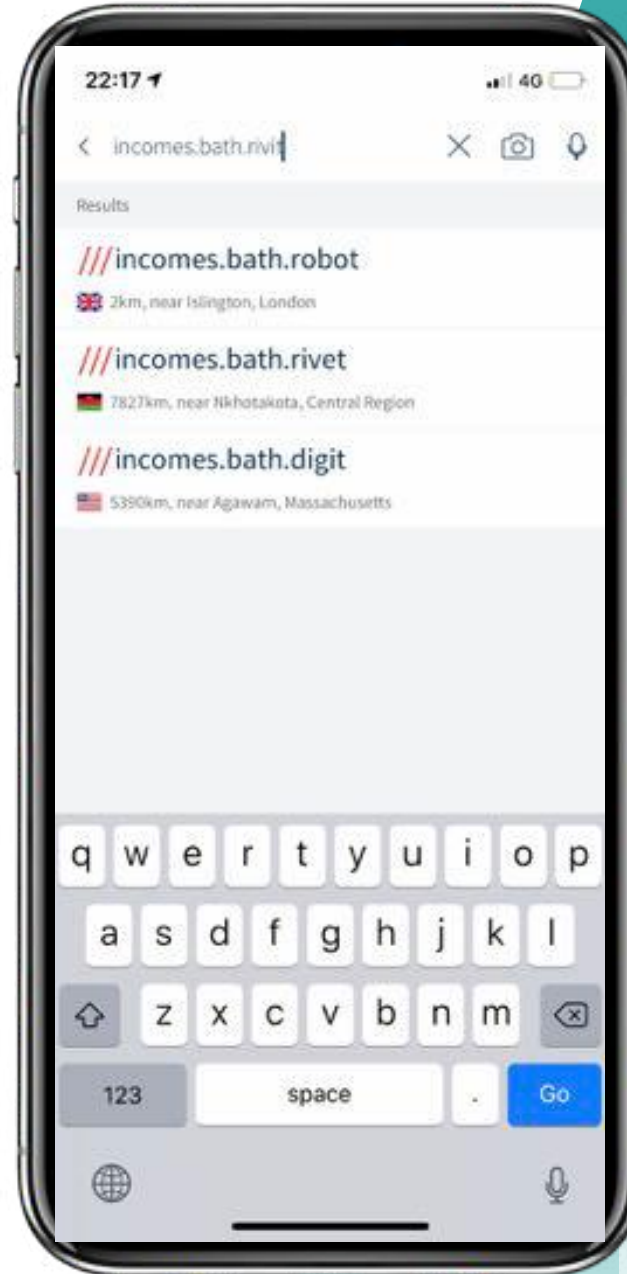 22:17 4G
incomes.bath.rivit
Results
///incomes.bath.robot
2km, near Islington, London
///incomes.bath.rivet
7827km, near Nkhotakota, Central Region
///incomes.bath.digit
5390km, near Agawam, Massachusetts
q w e r t y u i o p
a s d f g h j k l
z x c v b n m
123 space . Go